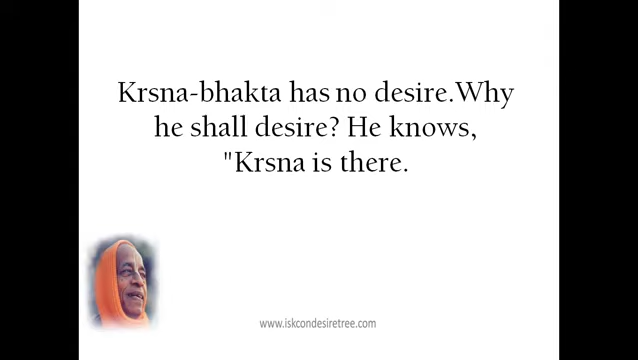 Krsna-bhakta has no desire.Why
he shall desire? He knows,
"Krsna is there.
www.iskcondesiretree.com